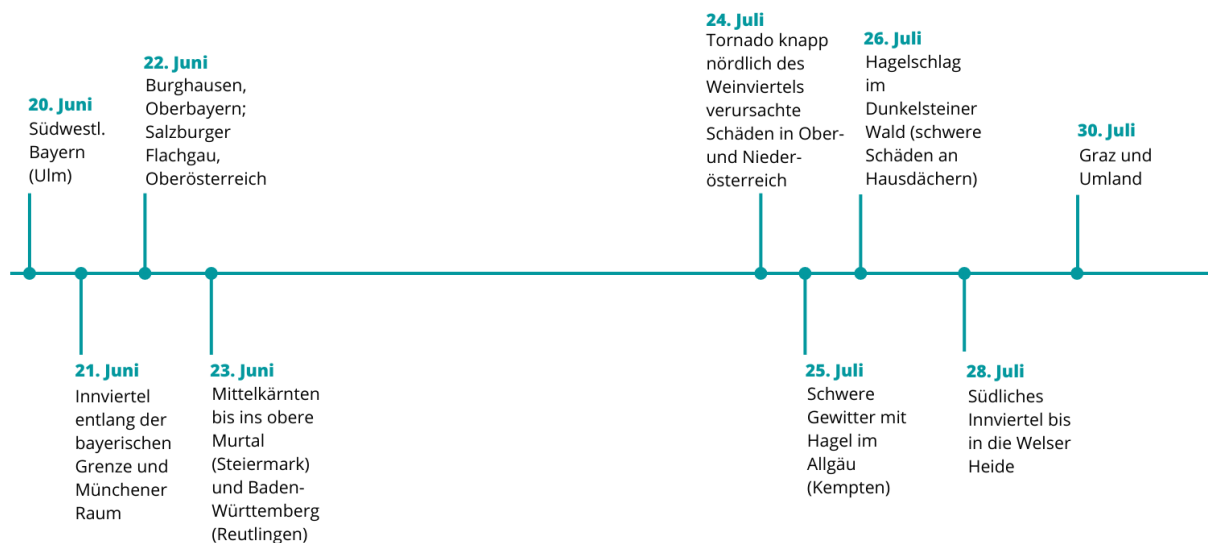 20. Juni
Südwestl.
Bayern
(Ulm)
21. Juni
Innviertel
entlang der
bayerischen
Grenze und
Münchener
Raum
22. Juni
Burghausen,
Oberbayern;
Salzburger
Flachgau,
Oberösterreich
23. Juni
Mittelkärnten
bis ins obere
Murtal
(Steiermark)
und Baden-
Württemberg
(Reutlingen)
24. Juli
Tornado knapp
nördlich des
Weinviertels
verursachte
Schäden in Ober-
und Nieder-
österreich
25. Juli
Schwere
Gewitter mit
Hagel im
Allgäu
(Kempten)
26. Juli
Hagelschlag
im
Dunkelsteiner
Wald (schwere
Schäden an
Hausdächern)
28. Juli
Südliches
Innviertel bis
in die Welser
Heide
30. Juli
Graz und
Umland